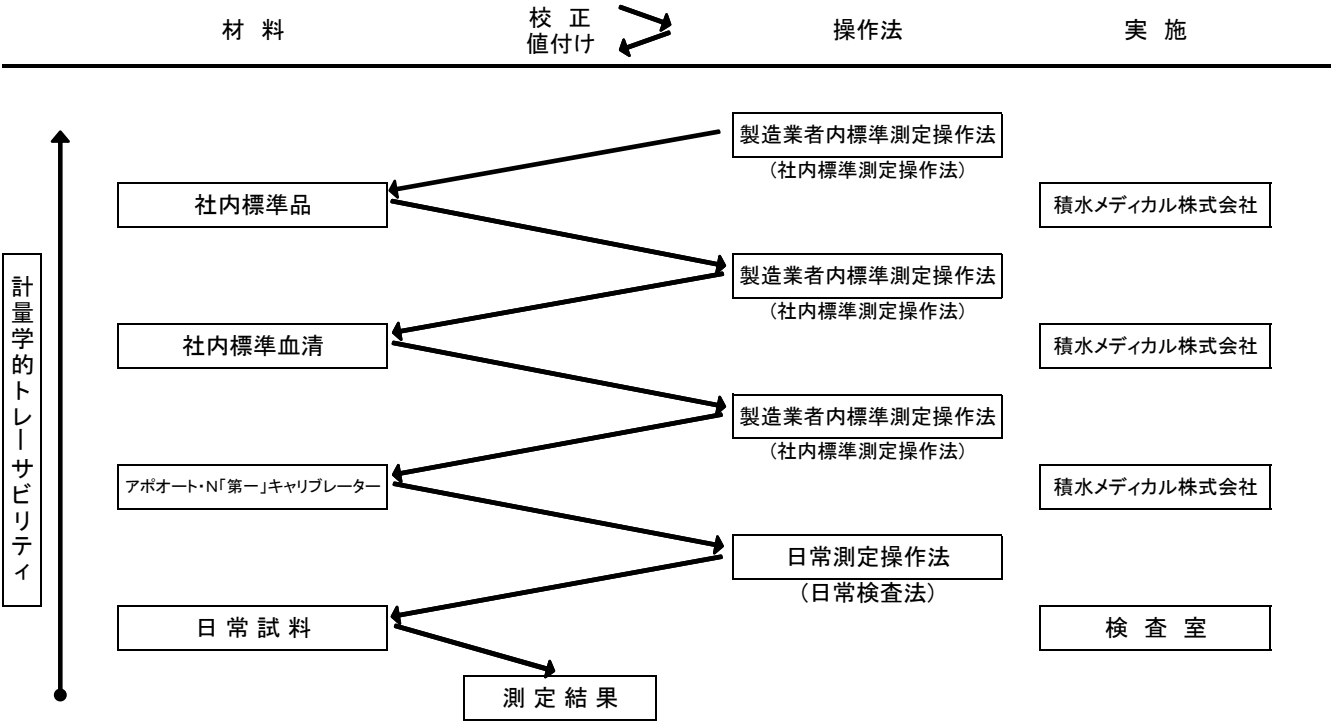 材 料
校 正
値付け
操作法
実 施
製造業者内標準測定操作法
(社内標準測定操作法)
社内標準品
積水メディカル株式会社
製造業者内標準測定操作法
(社内標準測定操作法)
計量学的トレーサビリティ
社内標準血清
積水メディカル株式会社
製造業者内標準測定操作法
(社内標準測定操作法)
アポオート・N「第一」キャリブレーター
積水メディカル株式会社
日常測定操作法
(日常検査法)
日 常 試 料
検 査 室
測 定 結 果